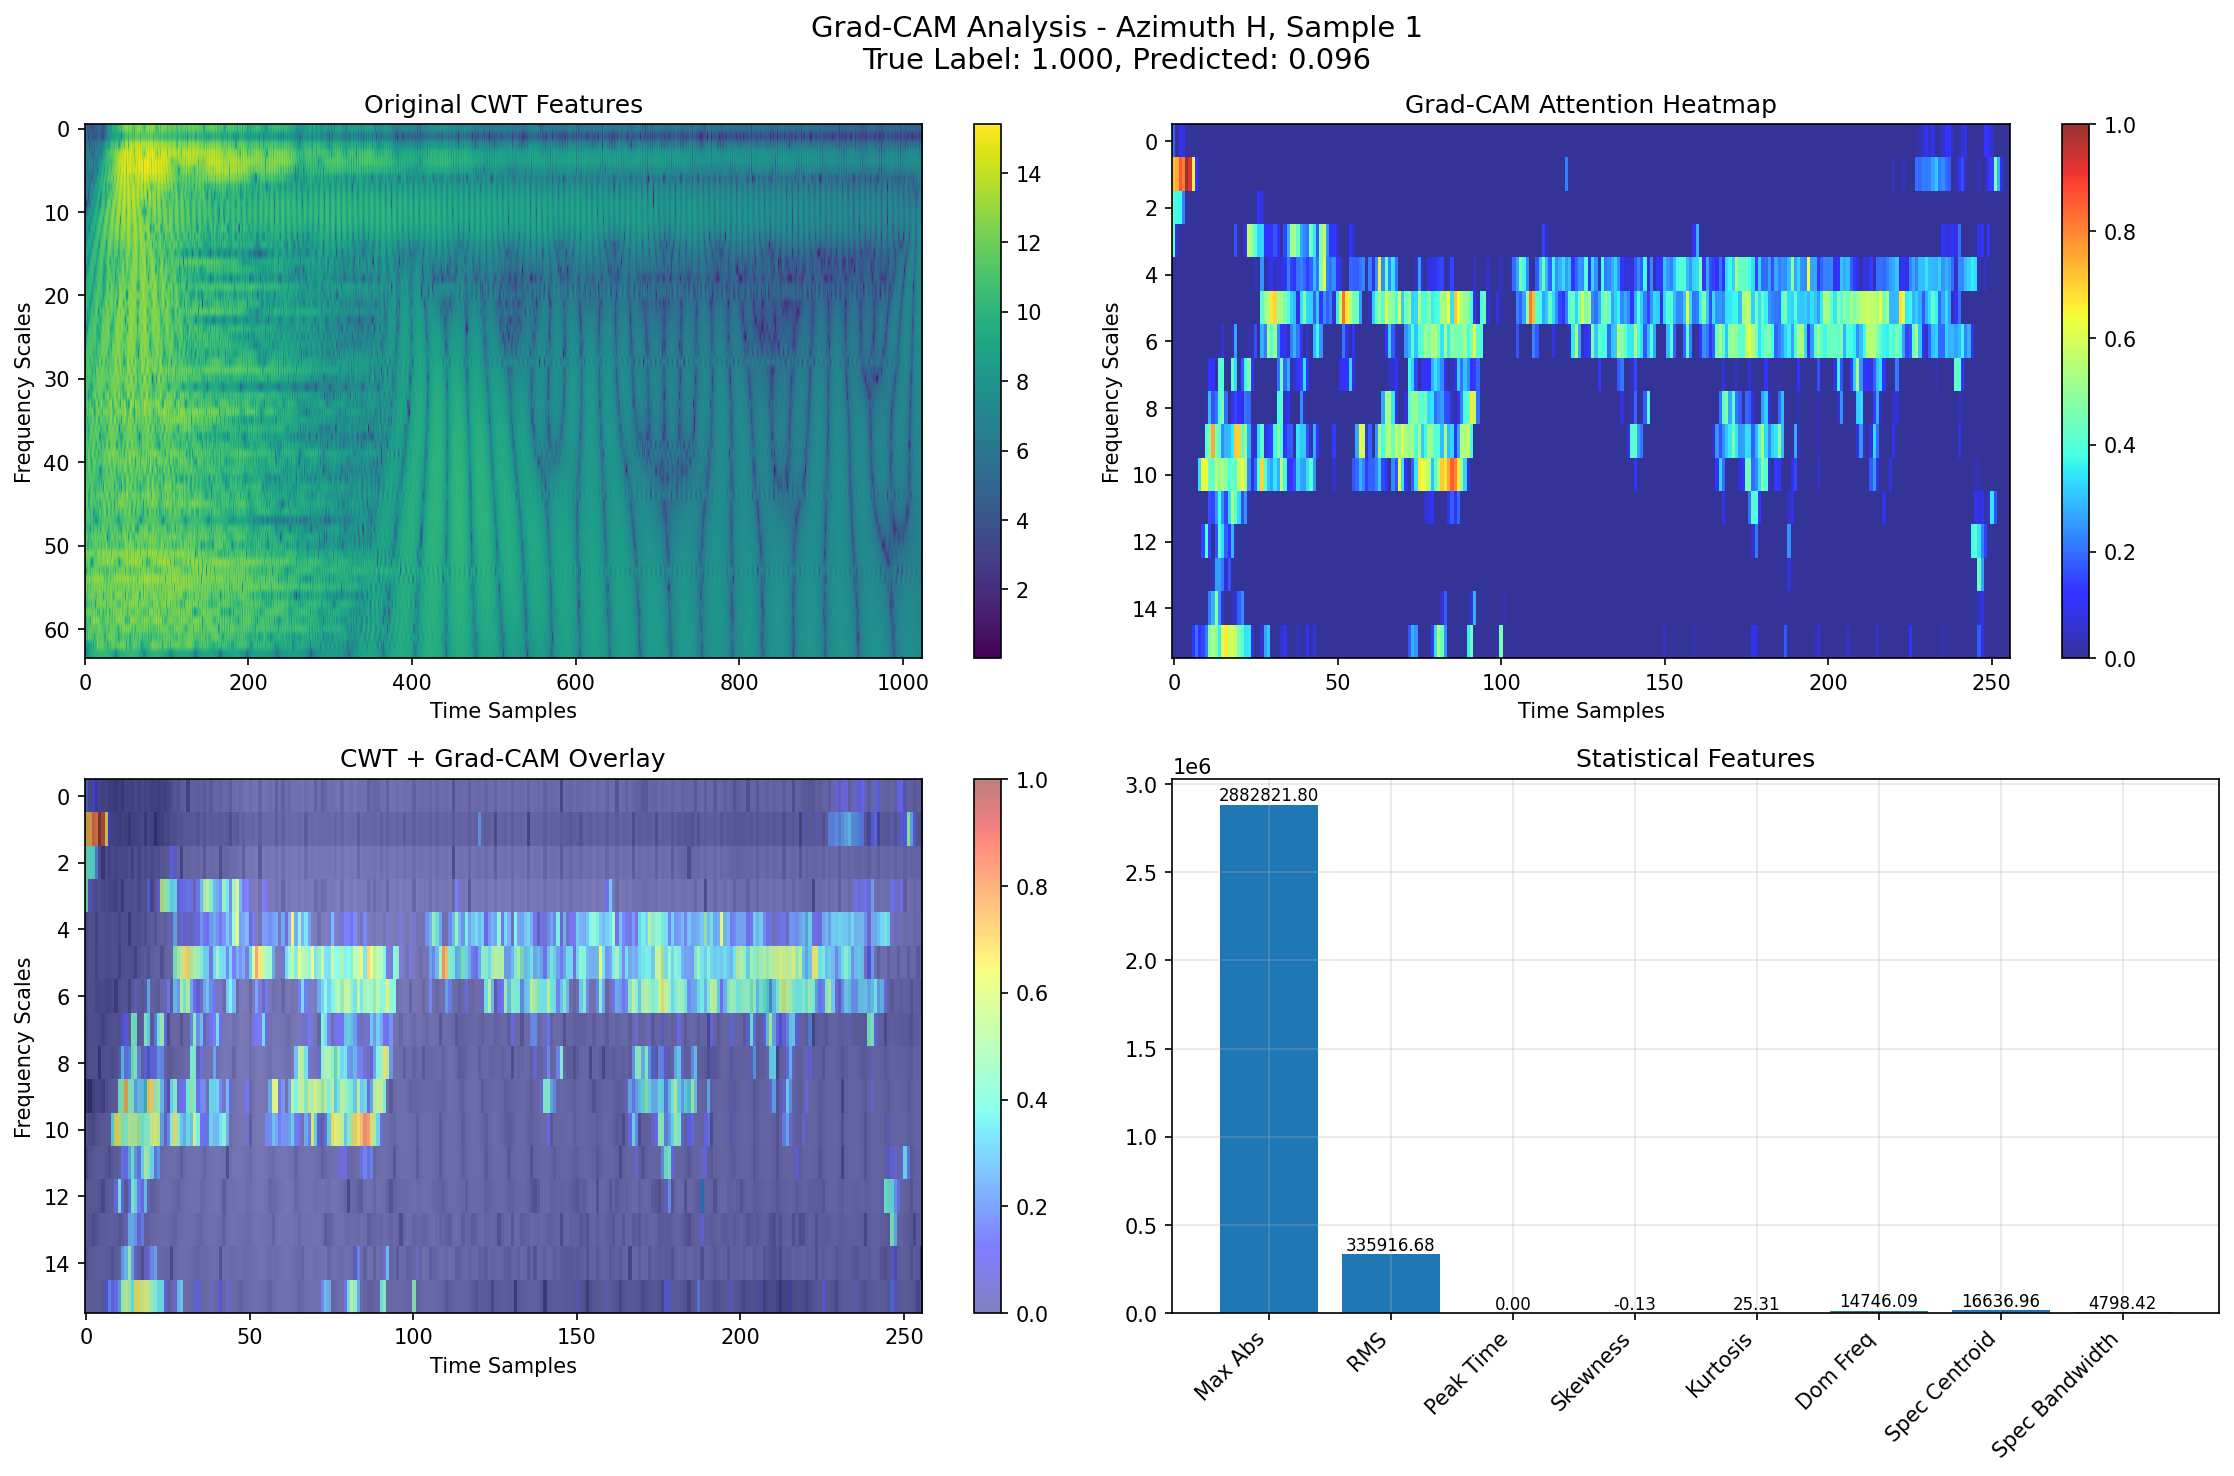 Grad-CAM Analysis - Azimuth H, Sample 1
True Label: 1.000, Predicted: 0.096
Original CWT Features
Frequency Scales
0
10
20
30
40
50
60
0 200 400 600 800 1000
Time Samples
14
12
10
8
6
4
2
Grad-CAM Attention Heatmap
Frequency Scales
0
2
4
6
8
10
12
14
0 50 100 150 200 250
Time Samples
1.0
0.8
0.6
0.4
0.2
0.0
CWT + Grad-CAM Overlay
Frequency Scales
0
2
4
6
8
10
12
14
0 50 100 150 200 250
Time Samples
1.0
0.8
0.6
0.4
0.2
0.0
Statistical Features
1e6
3.0
2.5
2.0
1.5
1.0
0.5
0.0
2882821.80
335916.68
0.00
-0.13
25.31
14746.09
16636.96
4798.42
Max Abs
RMS
Peak Time
Skewness
Kurtosis
Dom Freq
Spec Centroid
Spec Bandwidth